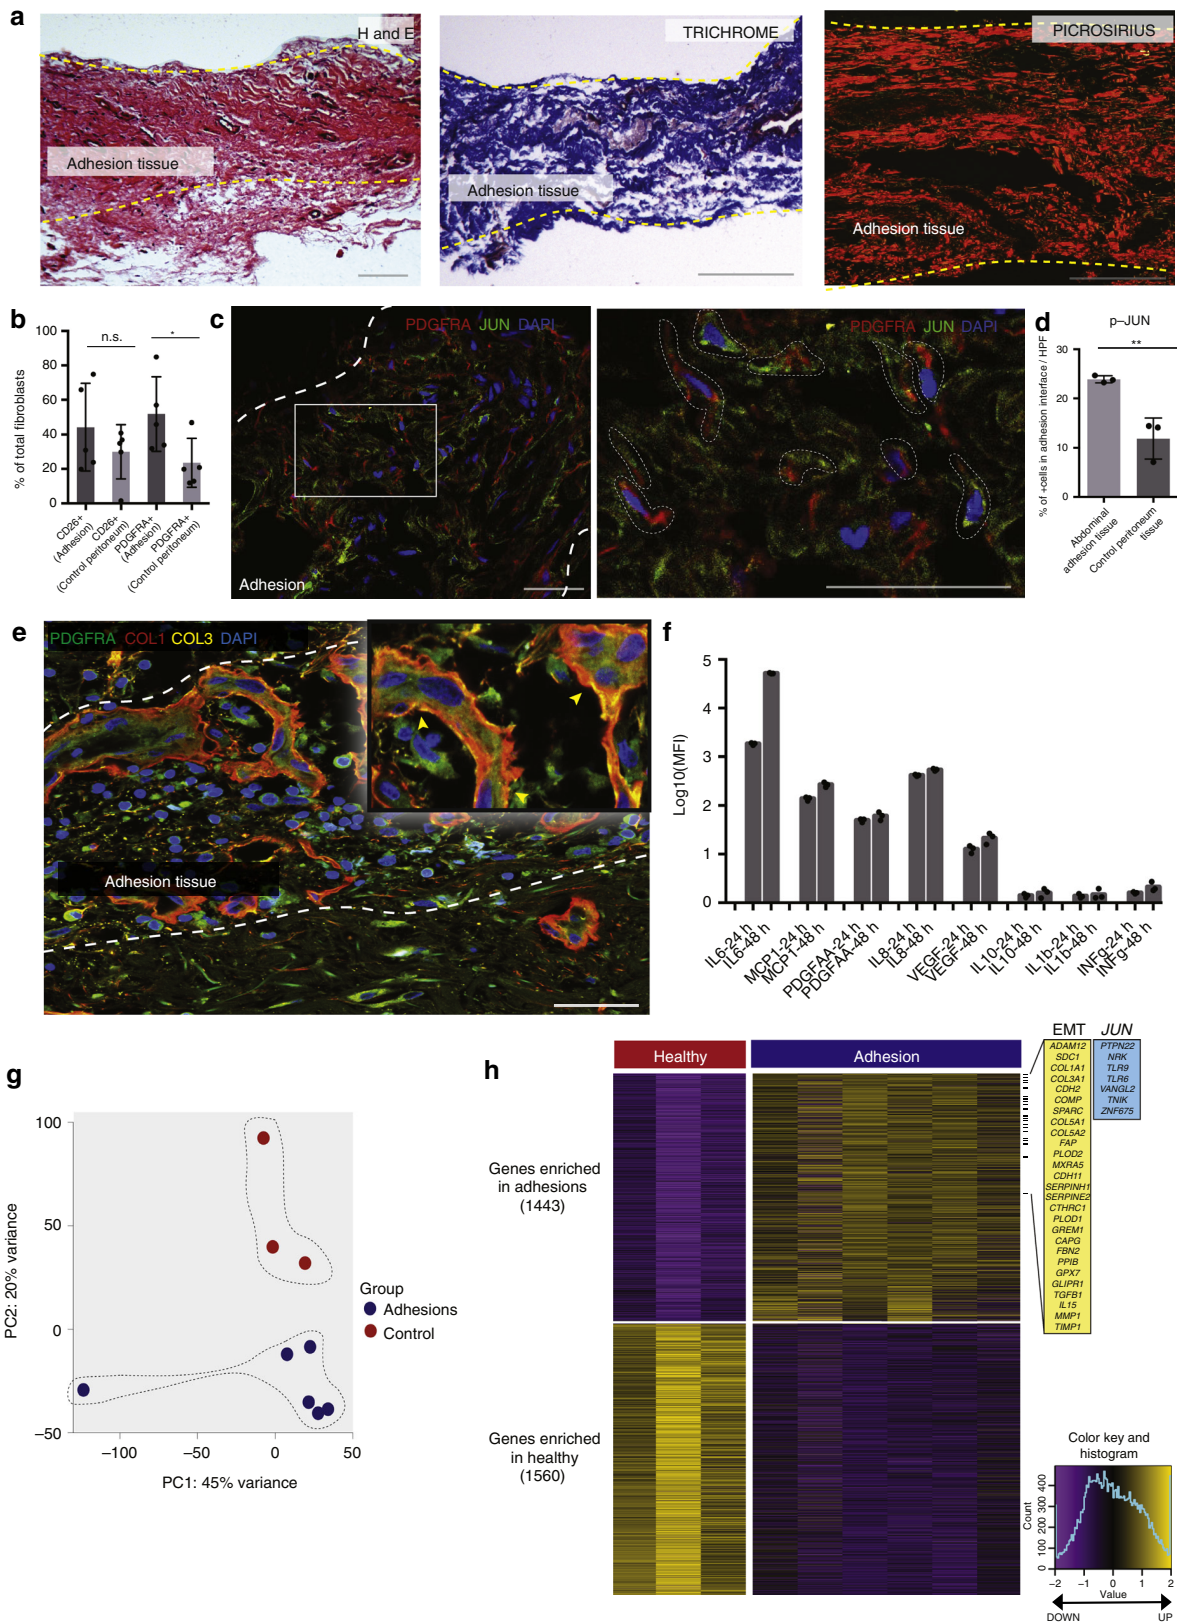 a
H and E
Adhesion tissue
TRICHROME
Adhesion tissue
PICROSIRIUS
Adhesion tissue
b
% of total fibroblasts
100
80
60
40
20
0
n.s.
*
CD26+
(Adhesion)
CD26+
(Control peritoneum)
PDGFRA+
(Adhesion)
PDGFRA+
(Control peritoneum)
c
PDGFRA JUN DAPI
Adhesion
PDGFRA JUN DAPI
d
p–JUN
**
% of +cells in adhesion interface / HPF
30
20
10
0
Abdominal
adhesion tissue
Control peritoneum
tissue
e
PDGFRA COL1 COL3 DAPI
Adhesion tissue
f
Log10(MFI)
5
4
3
2
1
0
IL6-24 h
IL6-48 h
MCP1-24 h
MCP1-48 h
PDGFAA-24 h
PDGFAA-48 h
IL8-24 h
IL8-48 h
VEGF-24 h
VEGF-48 h
IL10-24 h
IL10-48 h
IL1b-24 h
IL1b-48 h
INFg-24 h
INFg-48 h
g
PC2: 20% variance
100
50
0
−50
−100
−50
0
50
PC1: 45% variance
Group
Adhesions
Control
h
Healthy
Adhesion
Genes enriched
in adhesions
(1443)
Genes enriched
in healthy
(1560)
EMT
ADAM12
SDC1
COL1A1
COL3A1
CDH2
COMP
SPARC
COL5A1
COL5A2
FAP
PLOD2
MXRA5
CDH11
SERPINH1
SERPINE2
CTHRC1
PLOD1
GREM1
CAPG
FBN2
PPIB
GPX7
GLIPR1
TGFB1
IL15
MMP1
TIMP1
JUN
PTPN22
NRK
TLR9
TLR6
VANGL2
TNIK
ZNF675
Color key and
histogram
Count
400
300
200
100
0
−2 −1 0 1 2
Value
DOWN UP